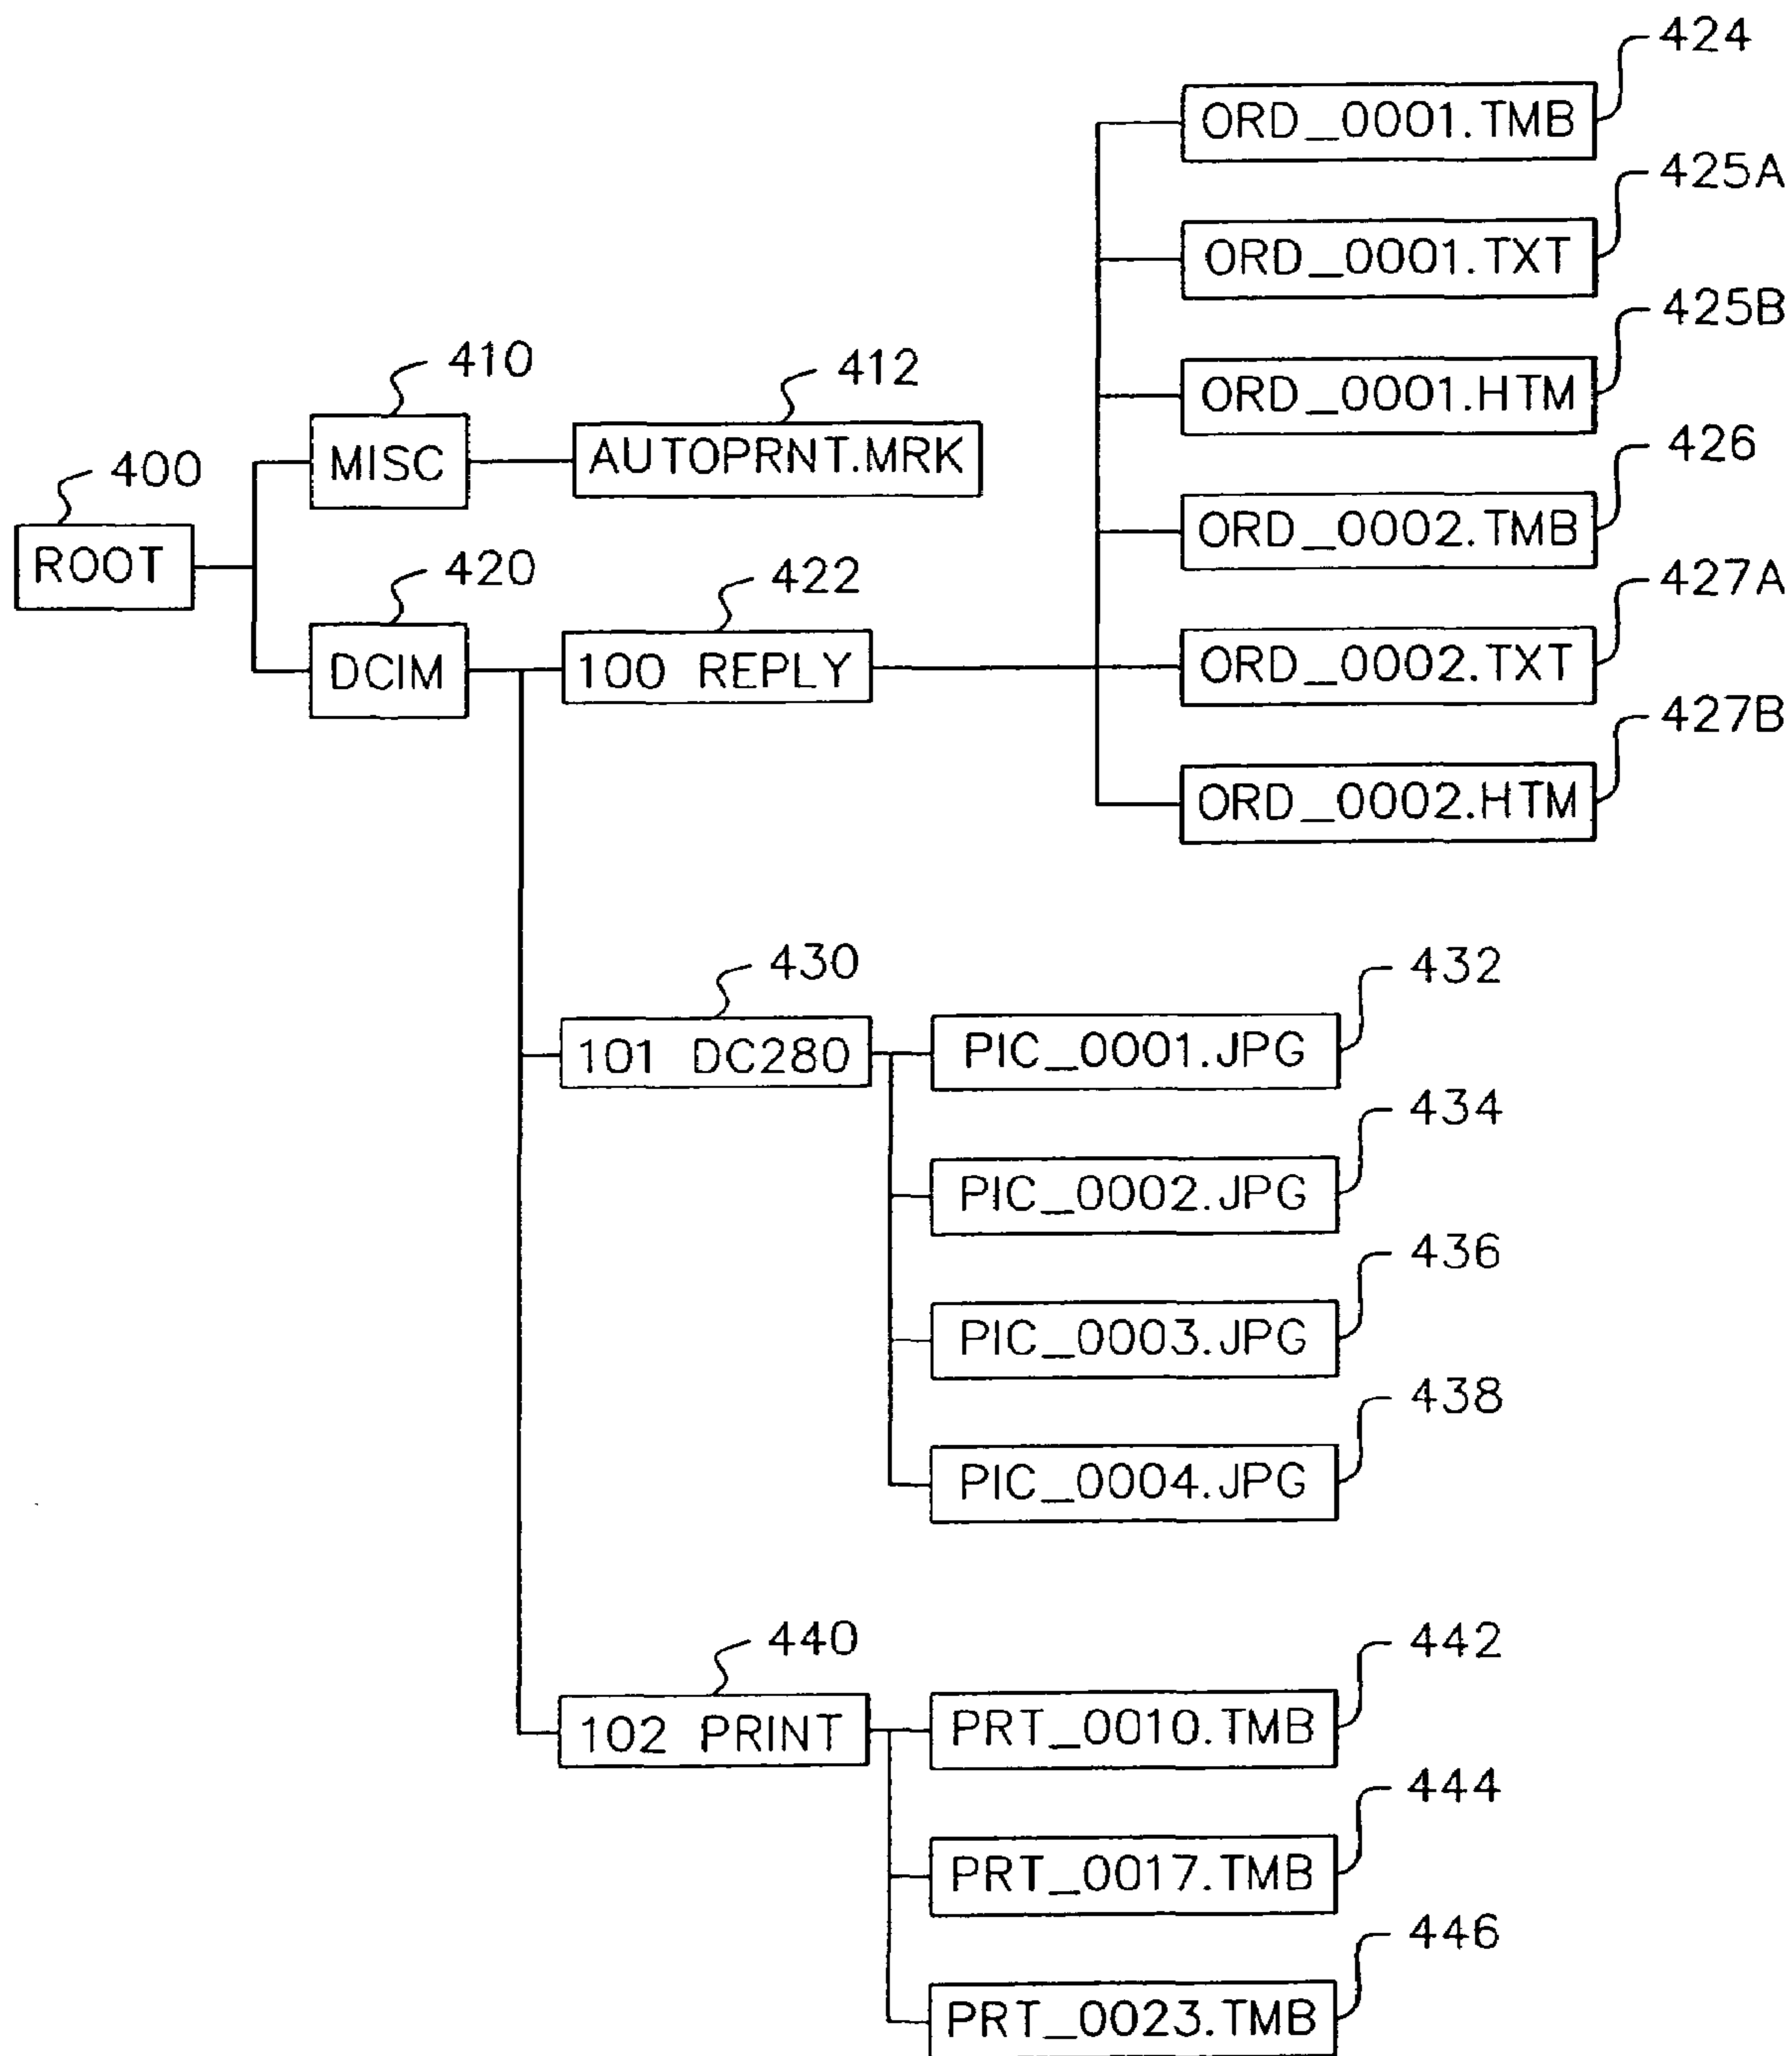 424
ORD_0001.TMB
425A
ORD_0001.TXT
425B
ORD_0001.HTM
410
412
MISC
AUTOPRNT.MRK
400
ROOT
426
ORD_0002.TMB
420
422
427A
DCIM
100 REPLY
ORD_0002.TXT
427B
ORD_0002.HTM
430
432
101 DC280
PIC_0001.JPG
434
PIC_0002.JPG
436
PIC_0003.JPG
438
PIC_0004.JPG
440
442
102 PRINT
PRT_0010.TMB
444
PRT_0017.TMB
446
PRT_0023.TMB